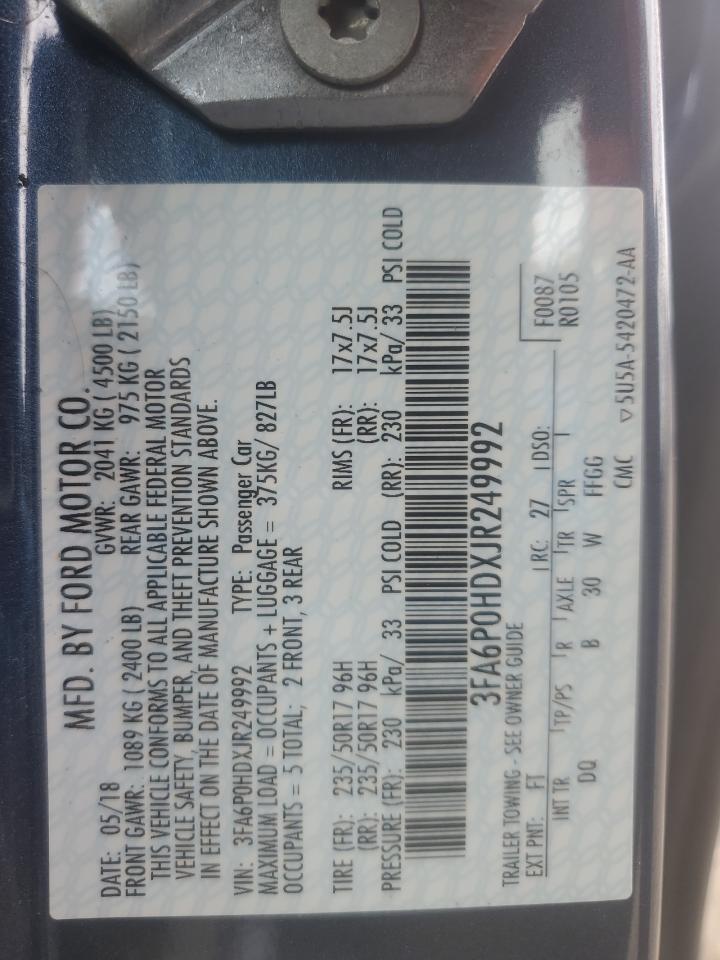 MFD. BY FORD MOTOR CO.
DATE: 05/18 GVWR: 2041 KG ( 4500 LB)
FRONT GAWR: 1089 KG ( 2400 LB) REAR GAWR: 975 KG ( 2150 LB)
THIS VEHICLE CONFORMS TO ALL APPLICABLE FEDERAL MOTOR
VEHICLE SAFETY, BUMPER, AND THEFT PREVENTION STANDARDS
IN EFFECT ON THE DATE OF MANUFACTURE SHOWN ABOVE.
VIN: 3FA6P0HDXJR249992 TYPE: Passenger Car
MAXIMUM LOAD = OCCUPANTS + LUGGAGE = 375KG/ 827LB
OCCUPANTS = 5 TOTAL; 2 FRONT, 3 REAR
TIRE (FR): 235/50R17 96H RIMS (FR): 17x7.5J
(RR): 235/50R17 96H (RR): 17x7.5J
PRESSURE (FR): 230 kPa/ 33 PSI COLD (RR): 230 kPa/ 33 PSI COLD
3FA6P0HDXJR249992
TRAILER TOWING - SEE OWNER GUIDE F0087
EXT PNT: FT RC: 27 DSO: R0105
INT TR TP/PS R AXLE TR SPR
DQ B 30 W FFGG
CMC ▽5U5A-5420472-AA